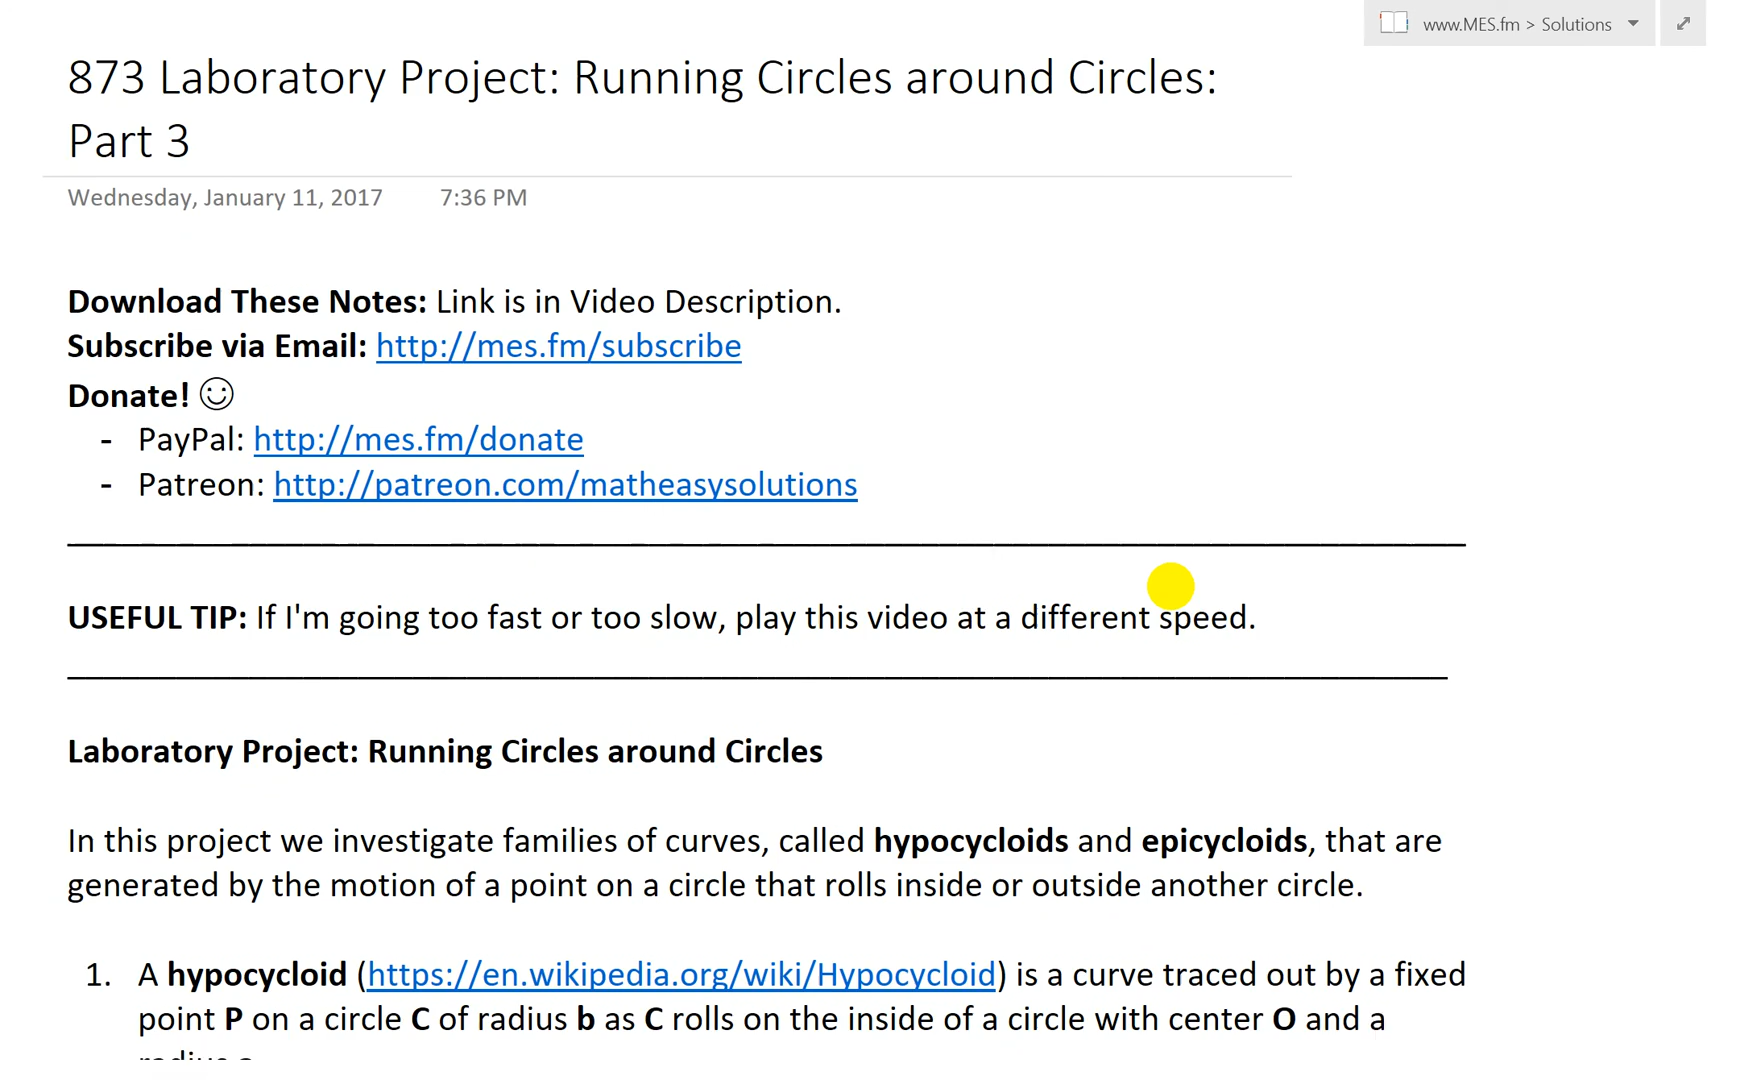 www.MES.fm > Solutions
873 Laboratory Project: Running Circles around Circles:
Part 3
Wednesday, January 11, 2017 7:36 PM
Download These Notes: Link is in Video Description.
Subscribe via Email: http://mes.fm/subscribe
Donate!
- PayPal: http://mes.fm/donate
- Patreon: http://patreon.com/matheasysolutions
USEFUL TIP: If I'm going too fast or too slow, play this video at a different speed.
Laboratory Project: Running Circles around Circles
In this project we investigate families of curves, called hypocycloids and epicycloids, that are
generated by the motion of a point on a circle that rolls inside or outside another circle.
1. A hypocycloid (https://en.wikipedia.org/wiki/Hypocycloid) is a curve traced out by a fixed
point P on a circle C of radius b as C rolls on the inside of a circle with center O and a